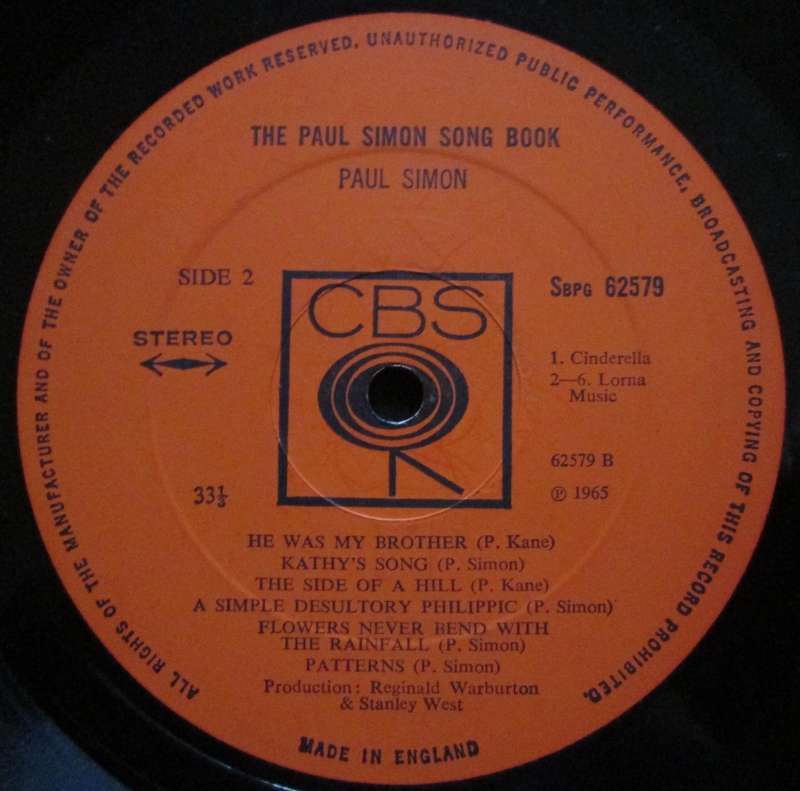 ALL RIGHTS OF THE MANUFACTURER AND OF THE OWNER OF THE RECORDED WORK RESERVED. UNAUTHORIZED PUBLIC PERFORMANCE, BROADCASTING AND COPYING OF THIS RECORD PROHIBITED.
THE PAUL SIMON SONG BOOK
PAUL SIMON
SIDE 2
SBPG 62579
CBS
STEREO
1. Cinderella
2—6. Lorna
Music
62579 B
33⅓
℗ 1965
HE WAS MY BROTHER (P. Kane)
KATHY'S SONG (P. Simon)
THE SIDE OF A HILL (P. Kane)
A SIMPLE DESULTORY PHILIPPIC (P. Simon)
FLOWERS NEVER BEND WITH
THE RAINFALL (P. Simon)
PATTERNS (P. Simon)
Production: Reginald Warburton
& Stanley West
MADE IN ENGLAND